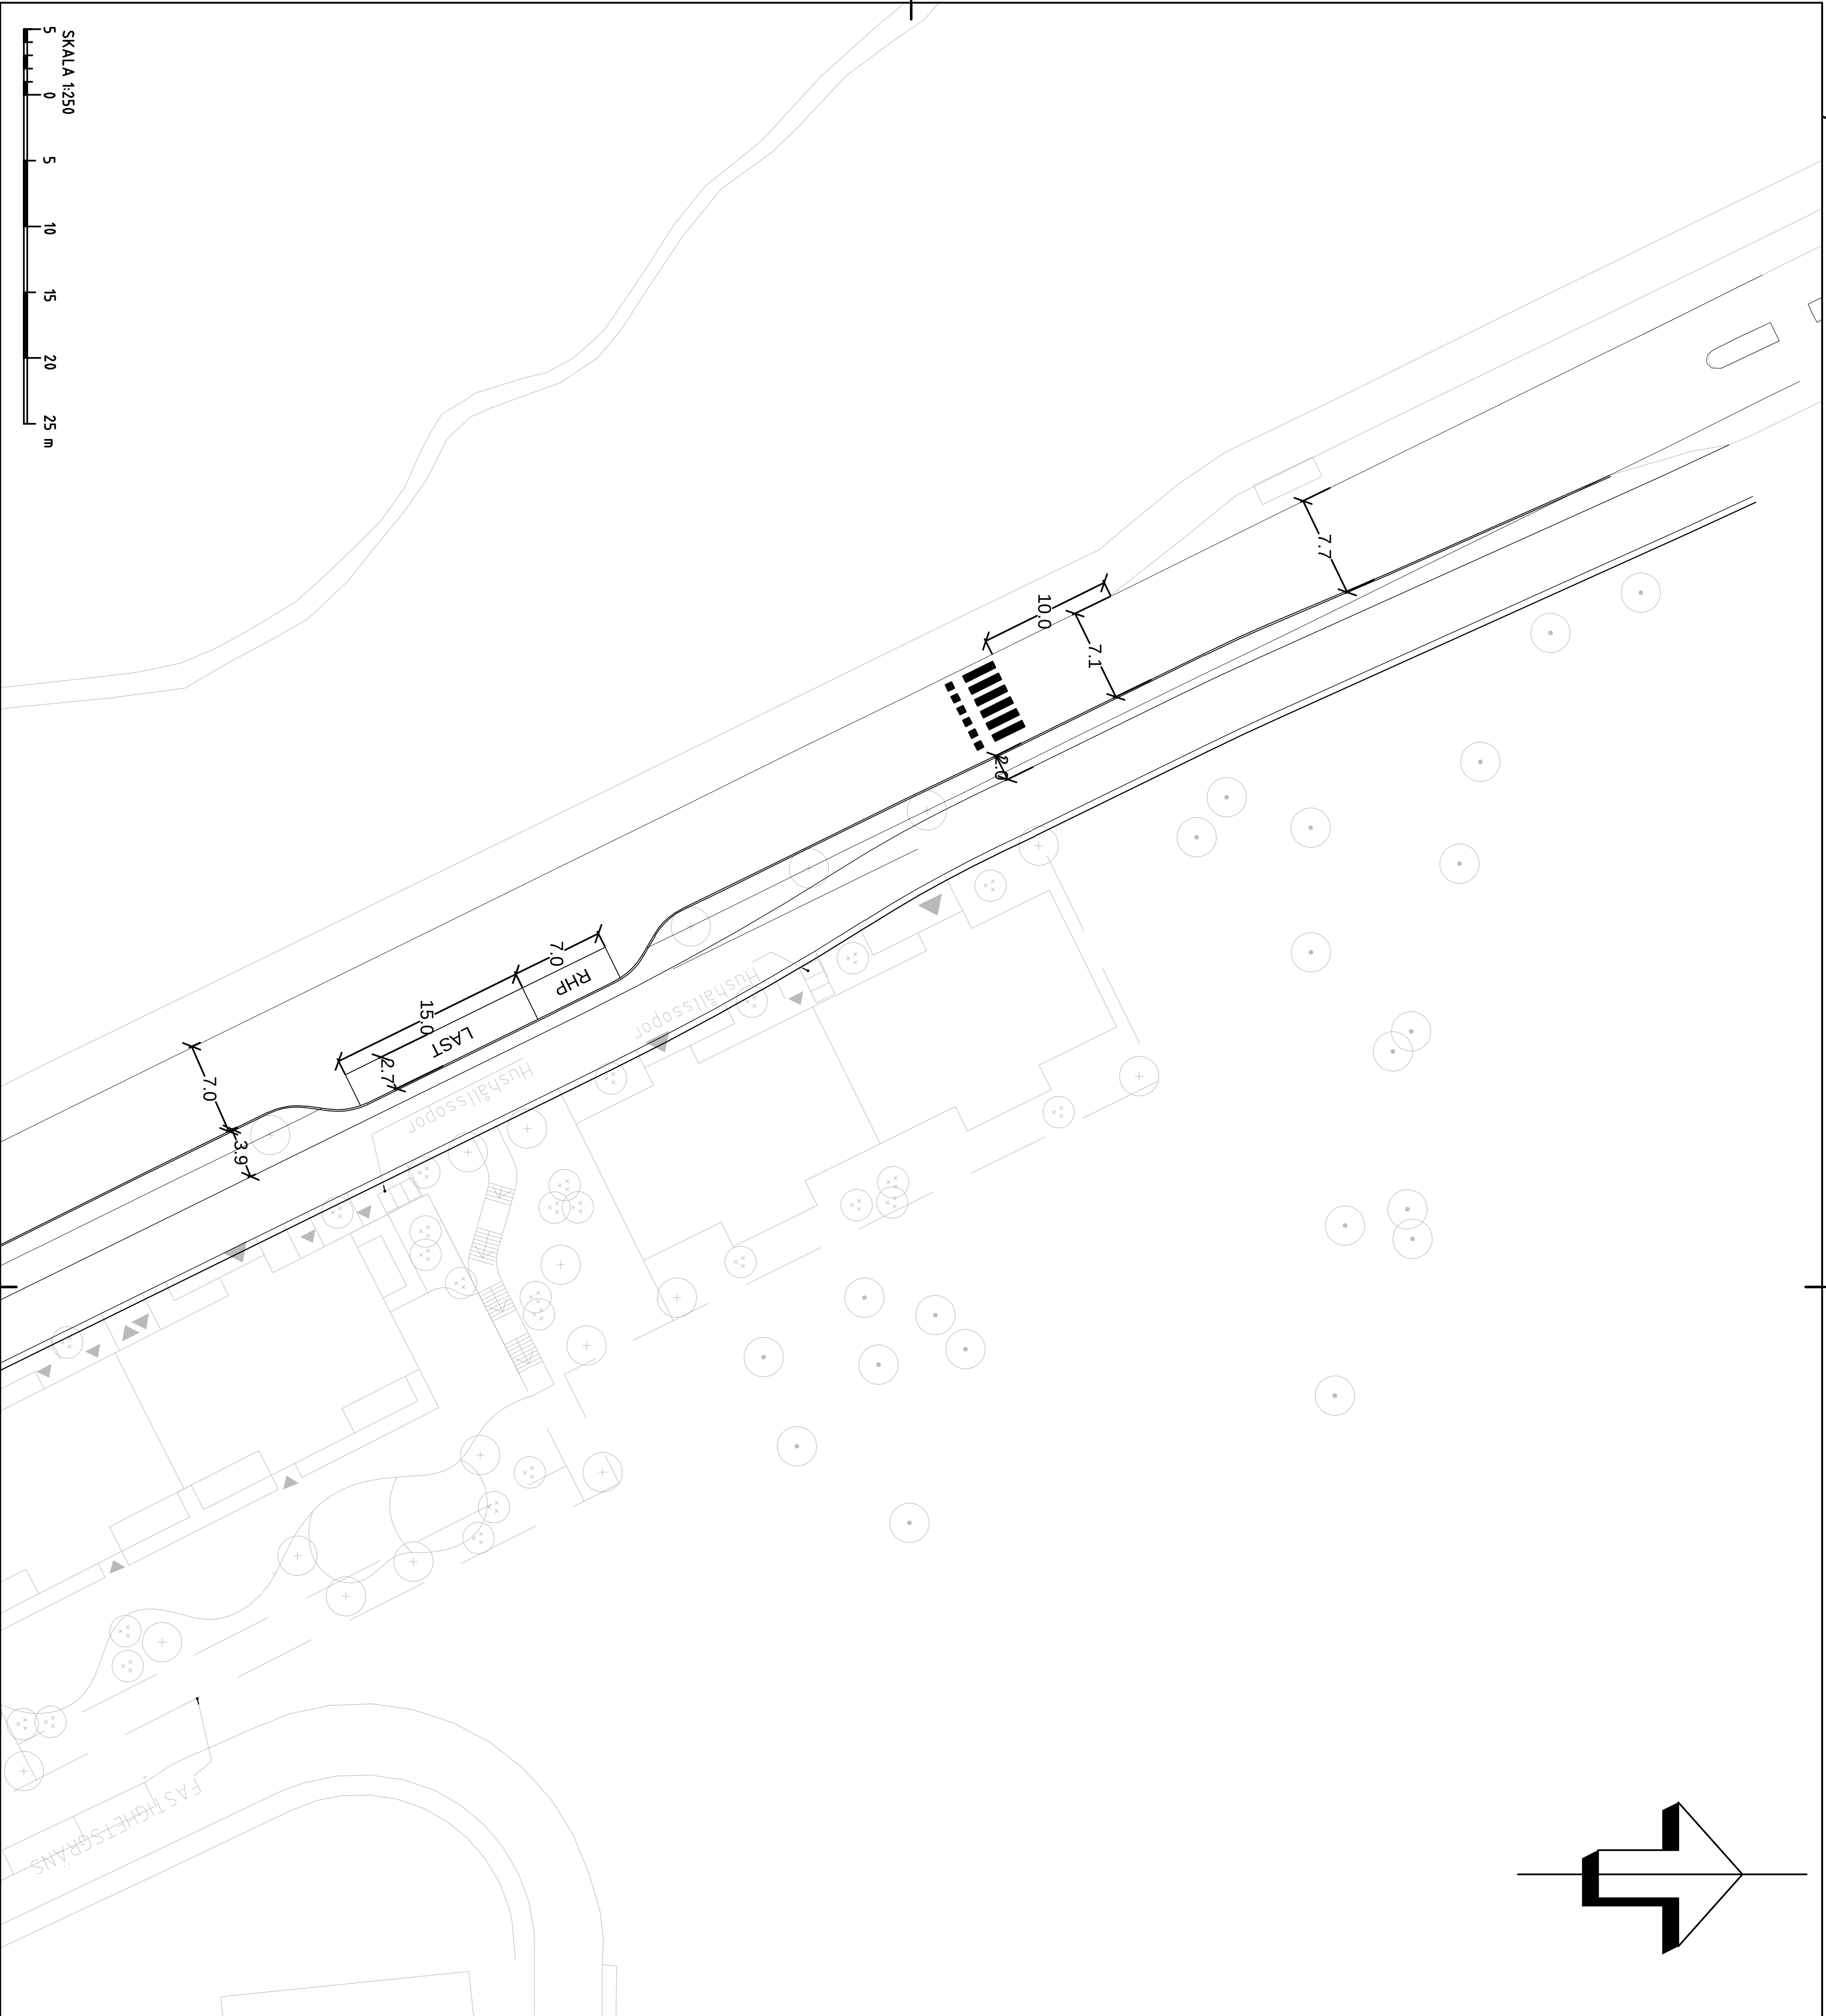 SKALA 1:250
5 0 5 10 15 20 25 m
7.7
10.0
7.1
2.0
7.0
RHP
15.0
LAST
2.7
7.0
3.9
Hushållssopor
Hushållssopor
FASTIGHETSGRÄNS